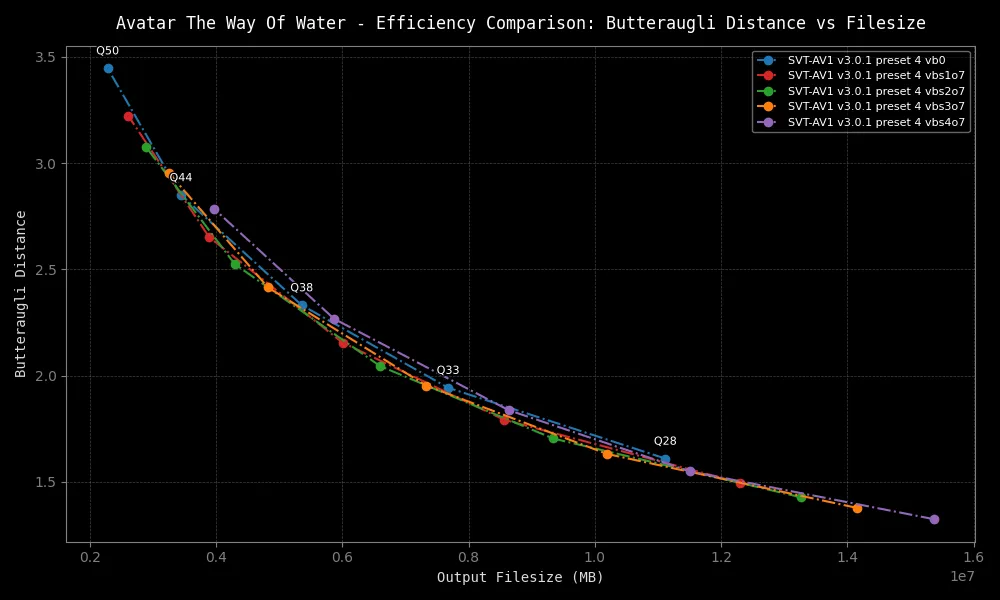 Avatar The Way Of Water - Efficiency Comparison: Butteraugli Distance vs Filesize
Q50
SVT-AV1 v3.0.1 preset 4 vb0
SVT-AV1 v3.0.1 preset 4 vbs1o7
SVT-AV1 v3.0.1 preset 4 vbs2o7
SVT-AV1 v3.0.1 preset 4 vbs3o7
SVT-AV1 v3.0.1 preset 4 vbs4o7
3.5
3.0
2.5
2.0
1.5
Butteraugli Distance
Q44
Q38
Q33
Q28
0.2 0.4 0.6 0.8 1.0 1.2 1.4 1.6
1e7
Output Filesize (MB)